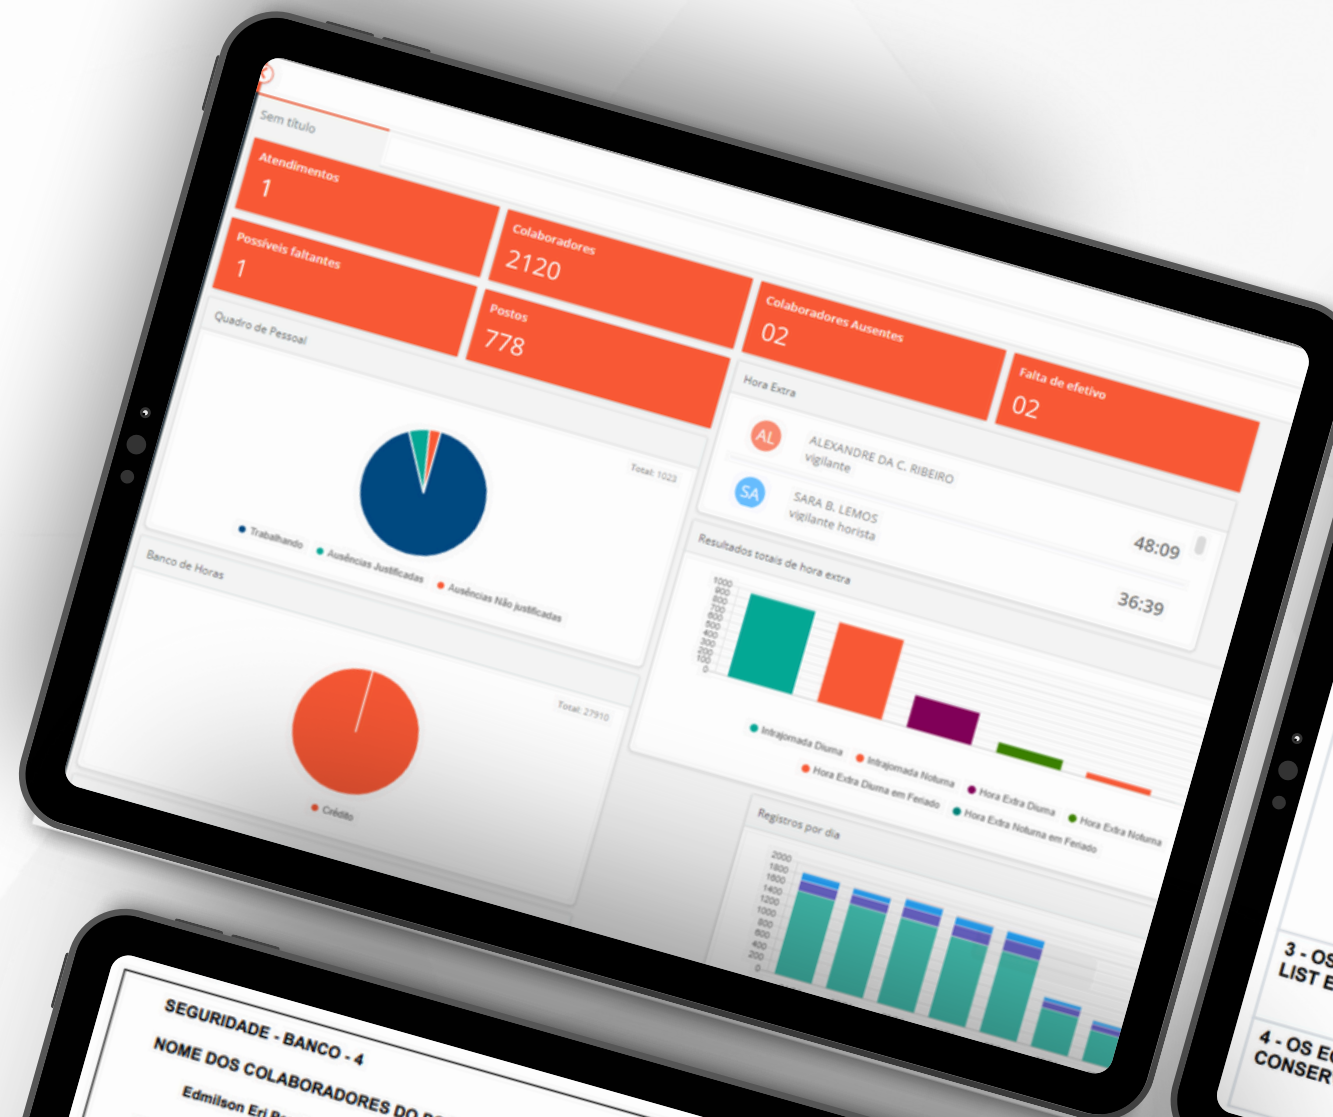 Sem título
Atendimentos
1
Colaboradores
2120
Colaboradores Ausentes
02
Falta de efetivo
02
Possíveis faltantes
1
Postos
778
Quadro de Pessoal
Total: 1023
Trabalhando
Ausências Justificadas
Ausências Não justificadas
Banco de Horas
Total: 27910
Crédito
Hora Extra
AL
ALEXANDRE DA C. RIBEIRO
vigilante
48:09
SA
SARA B. LEMOS
vigilante horista
36:39
Resultados totais de hora extra
1000
900
800
700
600
500
400
300
200
100
0
Intrajornada Diurna
Intrajornada Noturna
Hora Extra Diurna
Hora Extra Noturna
Hora Extra Diurna em Feriado
Hora Extra Noturna em Feriado
Registros por dia
2000
1800
1600
1400
1200
1000
800
600
400
200
0
SEGURIDADE - BANCO - 4
NOME DOS COLABORADORES DO
Edmilson Eri
3 - OS
LIST E
4 - OS
CONSER